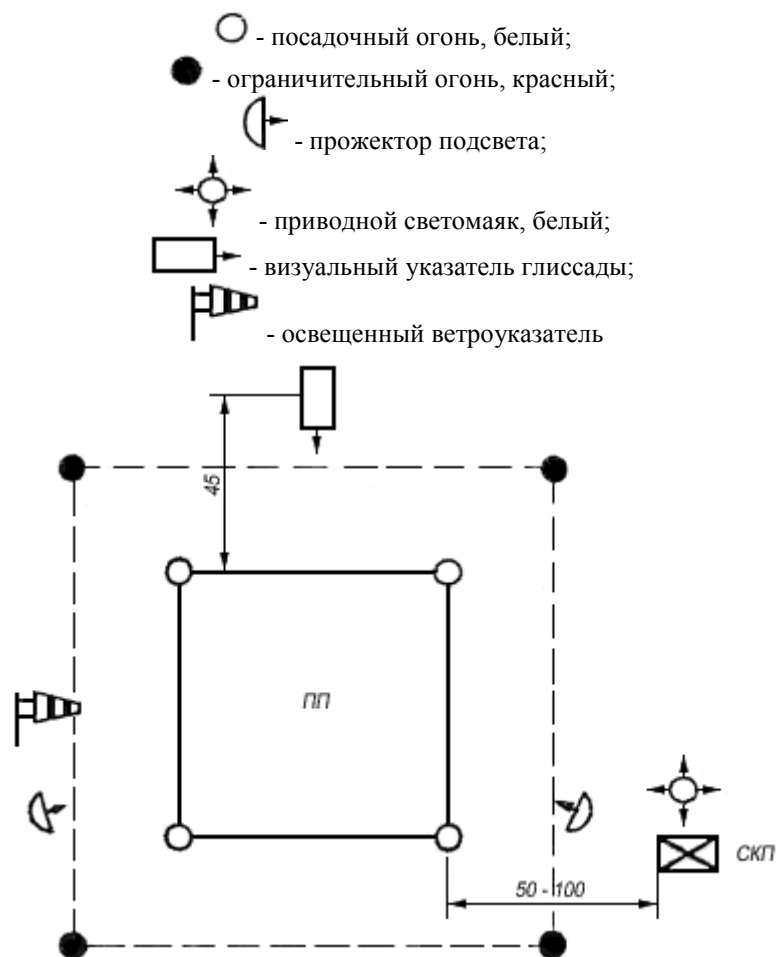 - посадочный огонь, белый;
- ограничительный огонь, красный;
- прожектор подсвета;
- приводной светомаяк, белый;
- визуальный указатель глиссады;
- освещенный ветроуказатель
45
ПП
СКП
50 - 100